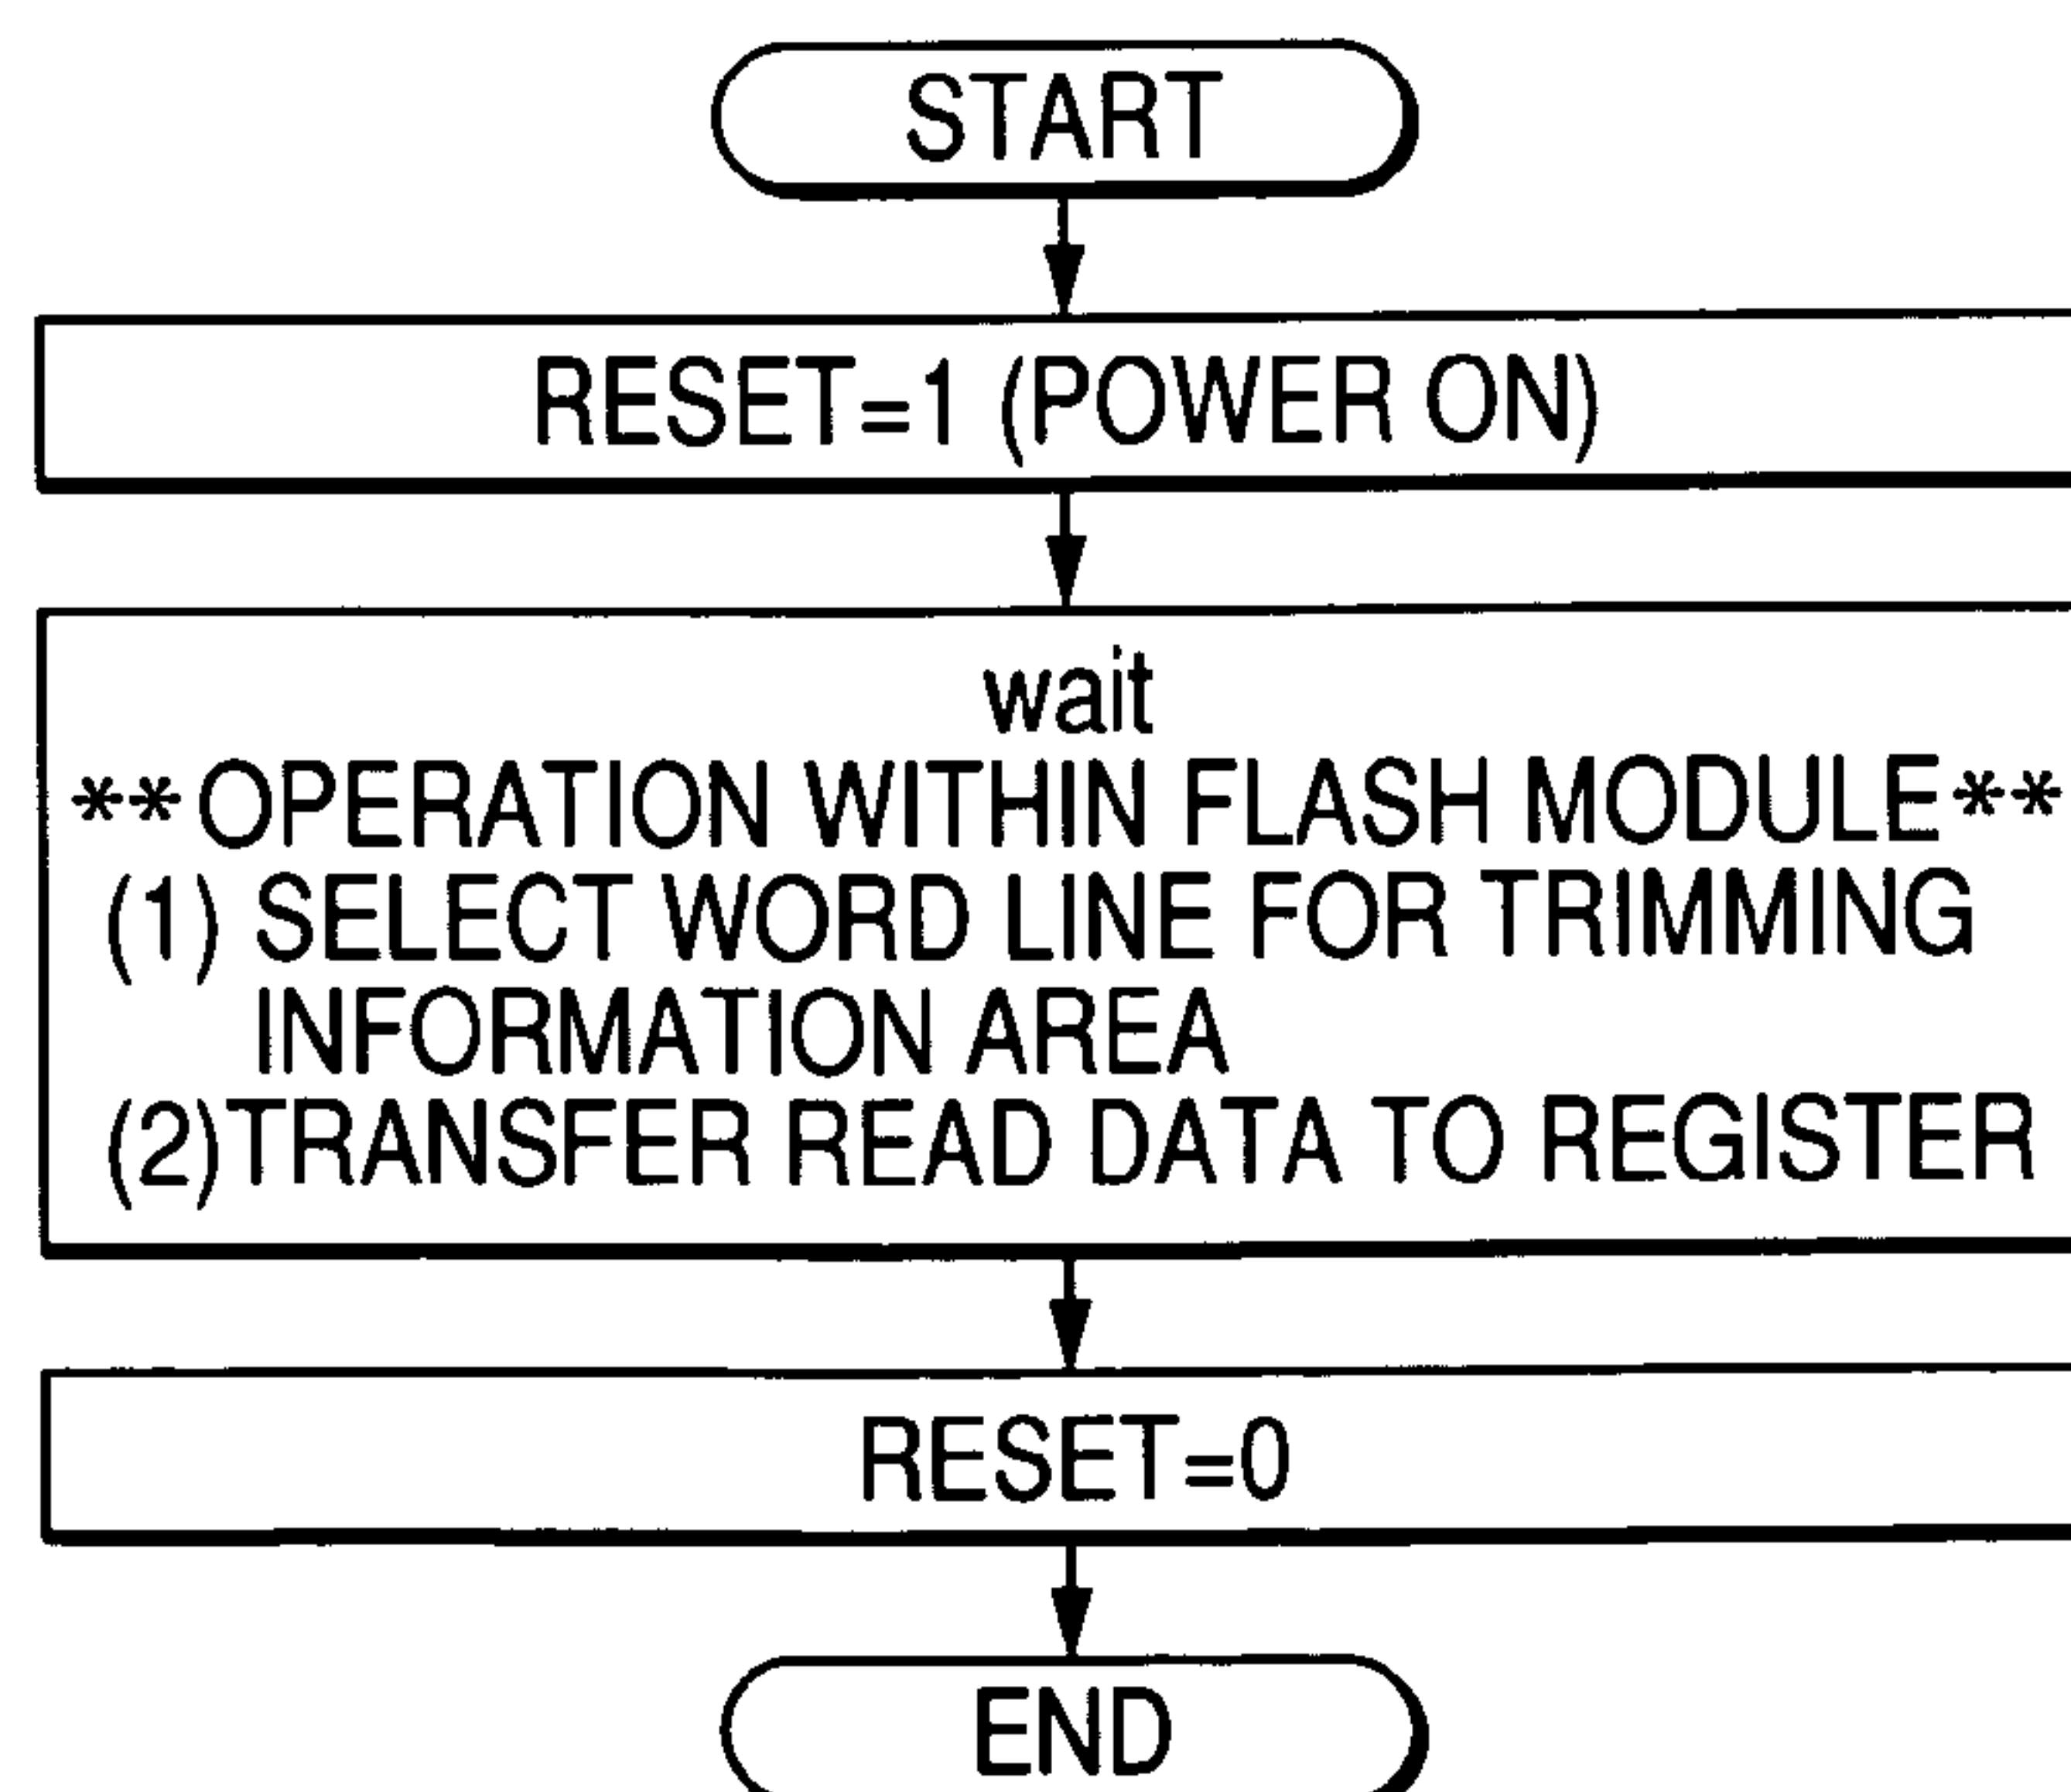 START
RESET=1 (POWER ON)
wait
**OPERATION WITHIN FLASH MODULE**
(1) SELECT WORD LINE FOR TRIMMING
INFORMATION AREA
(2)TRANSFER READ DATA TO REGISTER
RESET=0
END